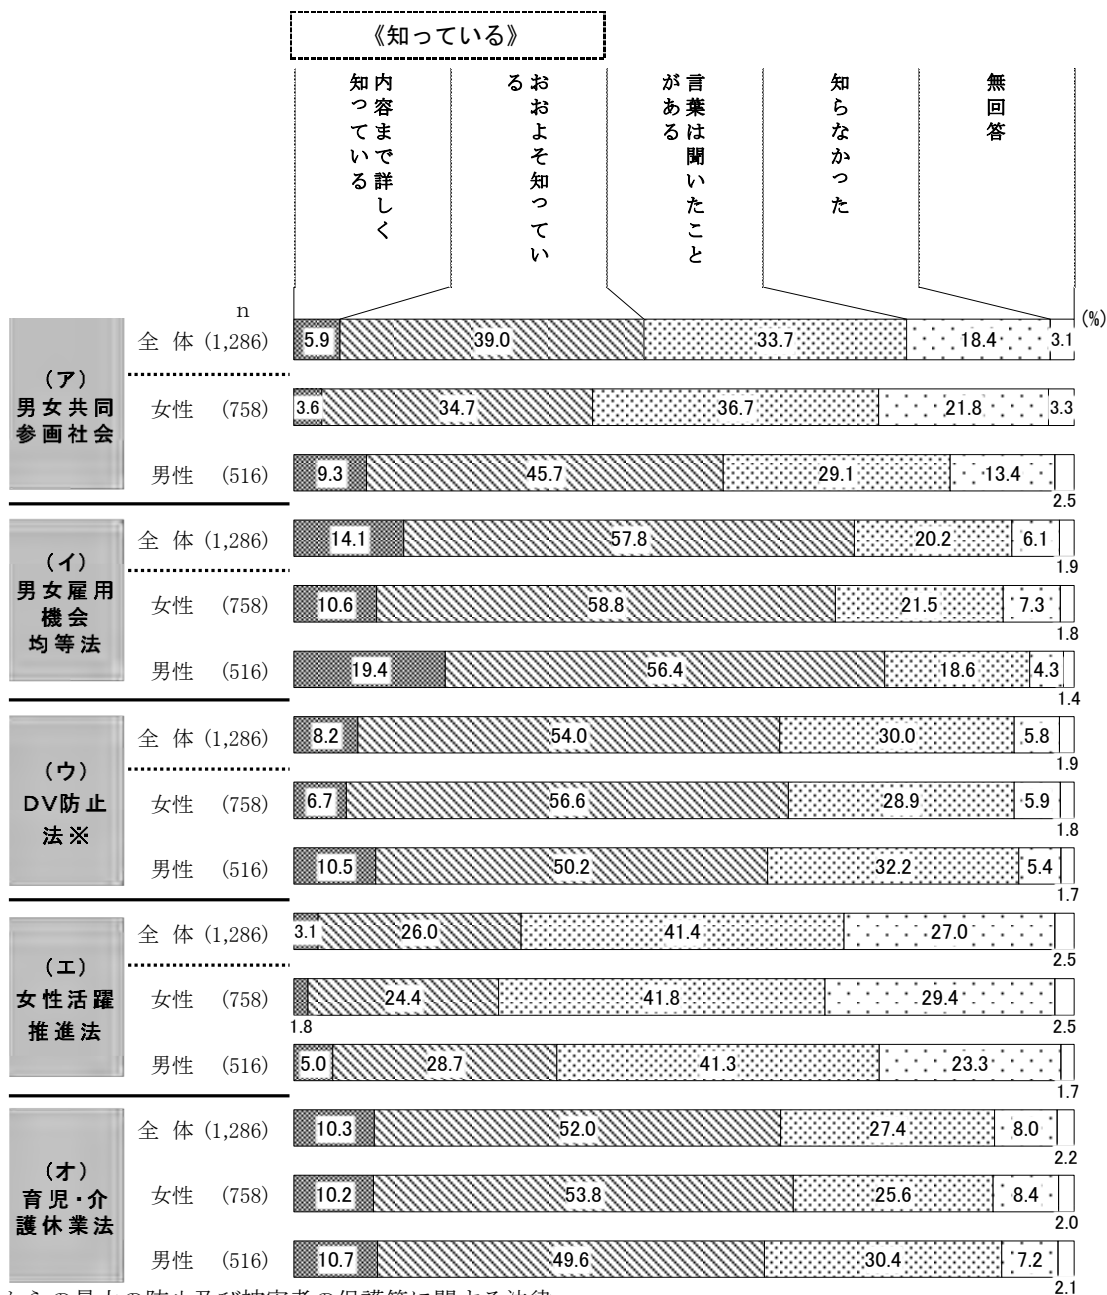 《知っている》
内容まで詳しく
知っている
おおよそ知ってい
る
言葉は聞いたこと
がある
知らなかった
無回答
n
(%)
(ア)
男女共同
参画社会
全 体 (1,286) 5.9 39.0 33.7 18.4 3.1
女性 (758) 3.6 34.7 36.7 21.8 3.3
男性 (516) 9.3 45.7 29.1 13.4 2.5
(イ)
男女雇用
機会
均等法
全 体 (1,286) 14.1 57.8 20.2 6.1 1.9
女性 (758) 10.6 58.8 21.5 7.3 1.8
男性 (516) 19.4 56.4 18.6 4.3 1.4
(ウ)
DV防止
法※
全 体 (1,286) 8.2 54.0 30.0 5.8 1.9
女性 (758) 6.7 56.6 28.9 5.9 1.8
男性 (516) 10.5 50.2 32.2 5.4 1.7
(エ)
女性活躍
推進法
全 体 (1,286) 3.1 26.0 41.4 27.0 2.5
女性 (758) 1.8 24.4 41.8 29.4 2.5
男性 (516) 5.0 28.7 41.3 23.3 1.7
(オ)
育児・介
護休業法
全 体 (1,286) 10.3 52.0 27.4 8.0 2.2
女性 (758) 10.2 53.8 25.6 8.4 2.0
男性 (516) 10.7 49.6 30.4 7.2 2.1